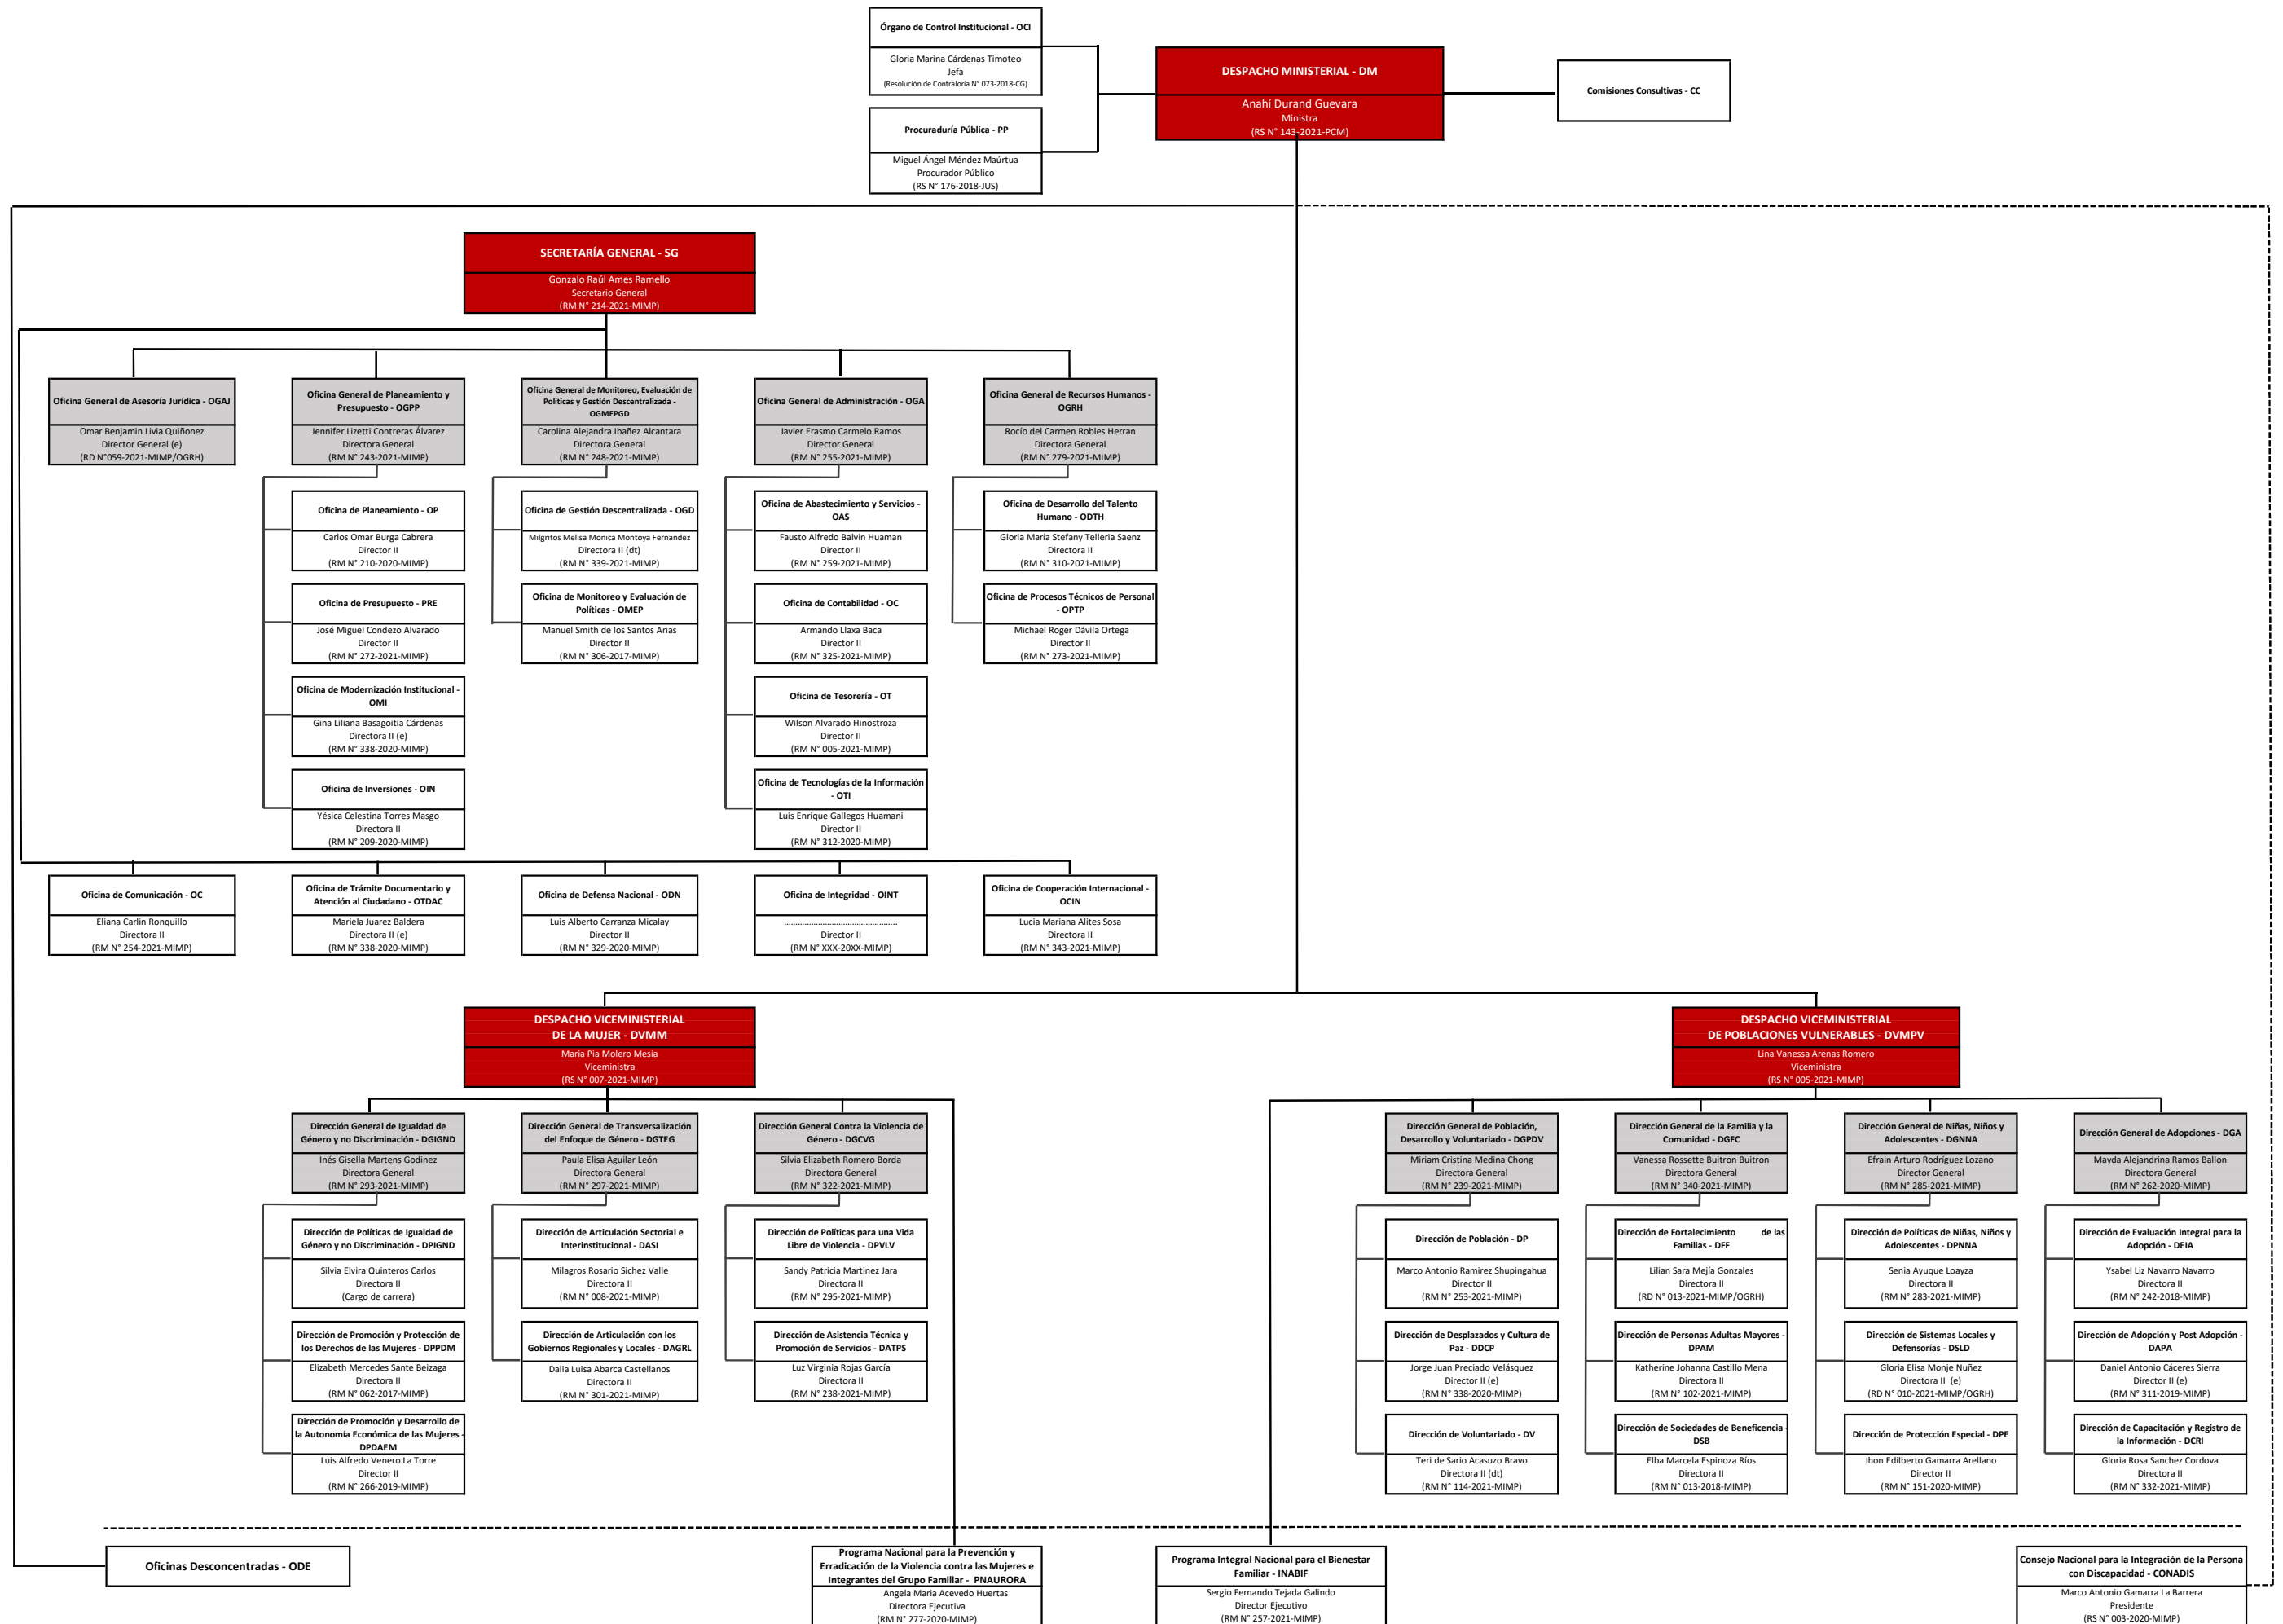 Órgano de Control Institucional - OCI
Gloria Marina Cárdenas Timoteo
Jefa
(Resolución de Contraloría N° 073-2018-CG)
Procuraduría Pública - PP
Miguel Ángel Méndez Maúrtua
Procurador Público
(RS N° 176-2018-JUS)
DESPACHO MINISTERIAL - DM
Anahí Durand Guevara
Ministra
(RS N° 143-2021-PCM)
Comisiones Consultivas - CC
SECRETARÍA GENERAL - SG
Gonzalo Raúl Ames Ramello
Secretario General
(RM N° 214-2021-MIMP)
Oficina General de Asesoría Jurídica - OGAJ
Omar Benjamin Livia Quiñonez
Director General (e)
(RD N°059-2021-MIMP/OGRH)
Oficina General de Planeamiento y
Presupuesto - OGPP
Jennifer Lizetti Contreras Álvarez
Directora General
(RM N° 243-2021-MIMP)
Oficina General de Monitoreo, Evaluación de
Políticas y Gestión Descentralizada -
OGMEPGD
Carolina Alejandra Ibañez Alcantara
Directora General
(RM N° 248-2021-MIMP)
Oficina General de Administración - OGA
Javier Erasmo Carmelo Ramos
Director General
(RM N° 255-2021-MIMP)
Oficina General de Recursos Humanos -
OGRH
Rocío del Carmen Robles Herran
Directora General
(RM N° 279-2021-MIMP)
Oficina de Planeamiento - OP
Carlos Omar Burga Cabrera
Director II
(RM N° 210-2020-MIMP)
Oficina de Gestión Descentralizada - OGD
Milgritos Melisa Monica Montoya Fernandez
Directora II (dt)
(RM N° 339-2021-MIMP)
Oficina de Abastecimiento y Servicios -
OAS
Fausto Alfredo Balvin Huaman
Director II
(RM N° 259-2021-MIMP)
Oficina de Desarrollo del Talento
Humano - ODTH
Gloria María Stefany Telleria Saenz
Directora II
(RM N° 310-2021-MIMP)
Oficina de Presupuesto - PRE
José Miguel Condezo Alvarado
Director II
(RM N° 272-2021-MIMP)
Oficina de Monitoreo y Evaluación de
Políticas - OMEP
Manuel Smith de los Santos Arias
Director II
(RM N° 306-2017-MIMP)
Oficina de Contabilidad - OC
Armando Llaxa Baca
Director II
(RM N° 325-2021-MIMP)
Oficina de Procesos Técnicos de Personal
- OPTP
Michael Roger Dávila Ortega
Director II
(RM N° 273-2021-MIMP)
Oficina de Modernización Institucional -
OMI
Gina Liliana Basagoitia Cárdenas
Directora II (e)
(RM N° 338-2020-MIMP)
Oficina de Tesorería - OT
Wilson Alvarado Hinostroza
Director II
(RM N° 005-2021-MIMP)
Oficina de Inversiones - OIN
Yésica Celestina Torres Masgo
Directora II
(RM N° 209-2020-MIMP)
Oficina de Tecnologías de la Información
- OTI
Luis Enrique Gallegos Huamani
Director II
(RM N° 312-2020-MIMP)
Oficina de Comunicación - OC
Eliana Carlin Ronquillo
Directora II
(RM N° 254-2021-MIMP)
Oficina de Trámite Documentario y
Atención al Ciudadano - OTDAC
Mariela Juarez Baldera
Directora II (e)
(RM N° 338-2020-MIMP)
Oficina de Defensa Nacional - ODN
Luis Alberto Carranza Micalay
Director II
(RM N° 329-2020-MIMP)
Oficina de Integridad - OINT
...............................................
Director II
(RM N° XXX-20XX-MIMP)
Oficina de Cooperación Internacional -
OCIN
Lucia Mariana Alites Sosa
Directora II
(RM N° 343-2021-MIMP)
DESPACHO VICEMINISTERIAL
DE LA MUJER - DVMM
Maria Pia Molero Mesia
Viceministra
(RS N° 007-2021-MIMP)
DESPACHO VICEMINISTERIAL
DE POBLACIONES VULNERABLES - DVMPV
Lina Vanessa Arenas Romero
Viceministra
(RS N° 005-2021-MIMP)
Dirección General de Igualdad de
Género y no Discriminación - DGIGND
Inés Gisella Martens Godinez
Directora General
(RM N° 293-2021-MIMP)
Dirección General de Transversalización
del Enfoque de Género - DGTEG
Paula Elisa Aguilar León
Directora General
(RM N° 297-2021-MIMP)
Dirección General Contra la Violencia de
Género - DGCVG
Silvia Elizabeth Romero Borda
Directora General
(RM N° 322-2021-MIMP)
Dirección General de Población,
Desarrollo y Voluntariado - DGPDV
Miriam Cristina Medina Chong
Directora General
(RM N° 239-2021-MIMP)
Dirección General de la Familia y la
Comunidad - DGFC
Vanessa Rossette Buitron Buitron
Directora General
(RM N° 340-2021-MIMP)
Dirección General de Niñas, Niños y
Adolescentes - DGNNA
Efrain Arturo Rodríguez Lozano
Director General
(RM N° 285-2021-MIMP)
Dirección General de Adopciones - DGA
Mayda Alejandrina Ramos Ballon
Directora General
(RM N° 262-2020-MIMP)
Dirección de Políticas de Igualdad de
Género y no Discriminación - DPIGND
Silvia Elvira Quinteros Carlos
Directora II
(Cargo de carrera)
Dirección de Articulación Sectorial e
Interinstitucional - DASI
Milagros Rosario Sichez Valle
Directora II
(RM N° 008-2021-MIMP)
Dirección de Políticas para una Vida
Libre de Violencia - DPVLV
Sandy Patricia Martinez Jara
Directora II
(RM N° 295-2021-MIMP)
Dirección de Población - DP
Marco Antonio Ramirez Shupingahua
Director II
(RM N° 253-2021-MIMP)
Dirección de Fortalecimiento de las
Familias - DFF
Lilian Sara Mejía Gonzales
Directora II
(RD N° 013-2021-MIMP/OGRH)
Dirección de Políticas de Niñas, Niños y
Adolescentes - DPNNA
Senia Ayuque Loayza
Directora II
(RM N° 283-2021-MIMP)
Dirección de Evaluación Integral para la
Adopción - DEIA
Ysabel Liz Navarro Navarro
Directora II
(RM N° 242-2018-MIMP)
Dirección de Promoción y Protección de
los Derechos de las Mujeres - DPPDM
Elizabeth Mercedes Sante Beizaga
Directora II
(RM N° 062-2017-MIMP)
Dirección de Articulación con los
Gobiernos Regionales y Locales - DAGRL
Dalia Luisa Abarca Castellanos
Directora II
(RM N° 301-2021-MIMP)
Dirección de Asistencia Técnica y
Promoción de Servicios - DATPS
Luz Virginia Rojas García
Directora II
(RM N° 238-2021-MIMP)
Dirección de Desplazados y Cultura de
Paz - DDCP
Jorge Juan Preciado Velásquez
Director II (e)
(RM N° 338-2020-MIMP)
Dirección de Personas Adultas Mayores -
DPAM
Katherine Johanna Castillo Mena
Directora II
(RM N° 102-2021-MIMP)
Dirección de Sistemas Locales y
Defensorías - DSLD
Gloria Elisa Monje Nuñez
Directora II (e)
(RD N° 010-2021-MIMP/OGRH)
Dirección de Adopción y Post Adopción -
DAPA
Daniel Antonio Cáceres Sierra
Director II (e)
(RM N° 311-2019-MIMP)
Dirección de Promoción y Desarrollo de
la Autonomía Económica de las Mujeres -
DPDAEM
Luis Alfredo Venero La Torre
Director II
(RM N° 266-2019-MIMP)
Dirección de Voluntariado - DV
Teri de Sario Acasuzo Bravo
Directora II (dt)
(RM N° 114-2021-MIMP)
Dirección de Sociedades de Beneficencia -
DSB
Elba Marcela Espinoza Ríos
Directora II
(RM N° 013-2018-MIMP)
Dirección de Protección Especial - DPE
Jhon Edilberto Gamarra Arellano
Director II
(RM N° 151-2020-MIMP)
Dirección de Capacitación y Registro de
la Información - DCRI
Gloria Rosa Sanchez Cordova
Directora II
(RM N° 332-2021-MIMP)
Oficinas Desconcentradas - ODE
Programa Nacional para la Prevención y
Erradicación de la Violencia contra las Mujeres e
Integrantes del Grupo Familiar - PNAURORA
Angela Maria Acevedo Huertas
Directora Ejecutiva
(RM N° 277-2020-MIMP)
Programa Integral Nacional para el Bienestar
Familiar - INABIF
Sergio Fernando Tejada Galindo
Director Ejecutivo
(RM N° 257-2021-MIMP)
Consejo Nacional para la Integración de la Persona
con Discapacidad - CONADIS
Marco Antonio Gamarra La Barrera
Presidente
(RS N° 003-2020-MIMP)